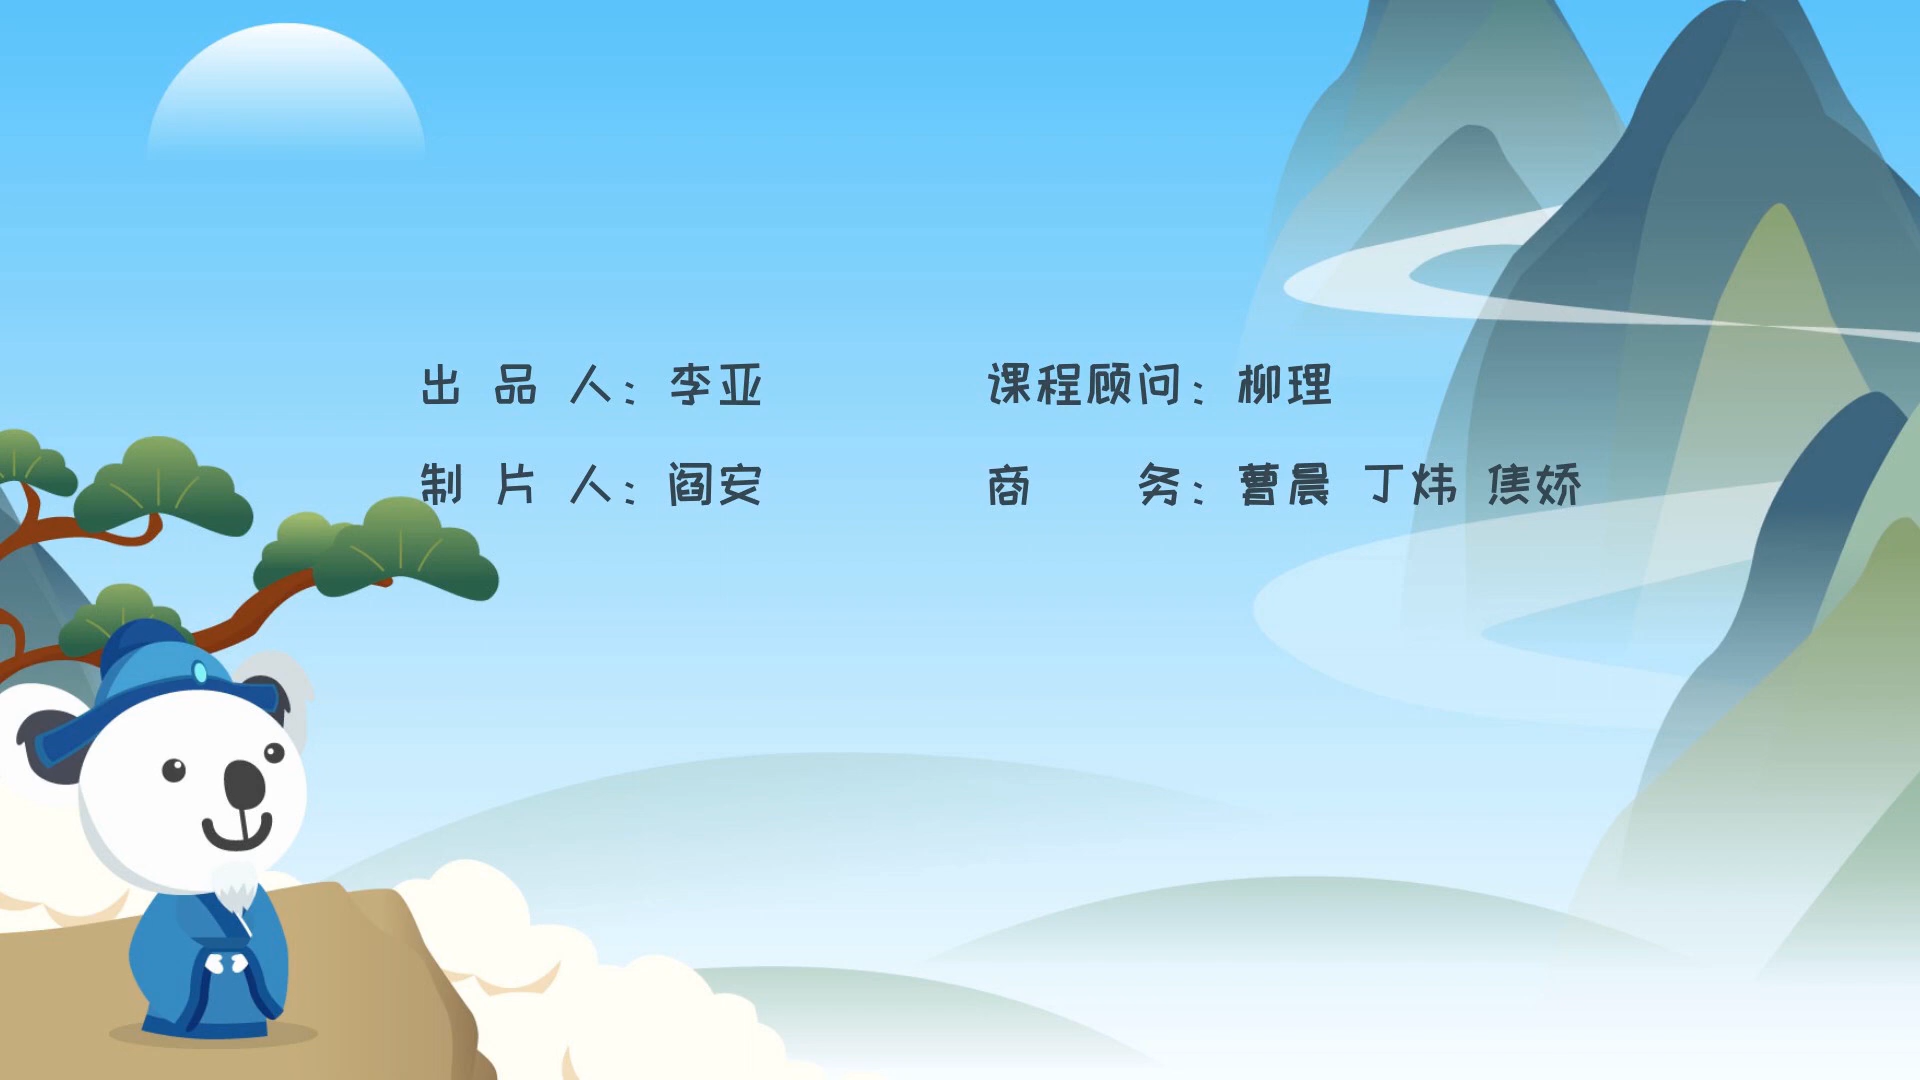 出 品 人：李亚
课程顾问：柳理
制 片 人：阎安
商 务：曹晨 丁炜 焦娇